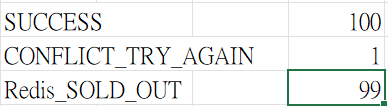 SUCCESS 100
CONFLICT_TRY_AGAIN 1
Redis_SOLD_OUT 99